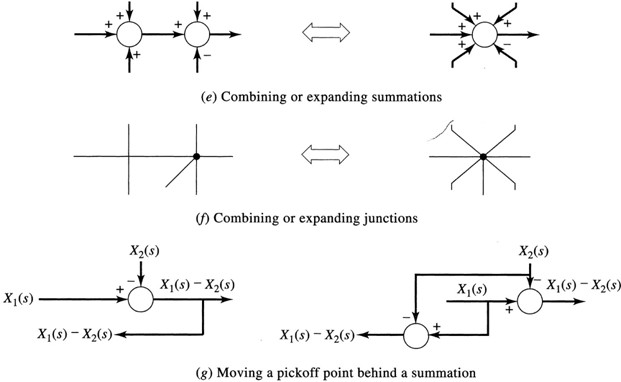 + + + +
+ + + −
+ −
(e) Combining or expanding summations
(f) Combining or expanding junctions
X₂(s) X₂(s)
X₁(s) + − X₁(s) − X₂(s) X₁(s) + − X₁(s) − X₂(s)
X₁(s) − X₂(s) X₁(s) − X₂(s) − +
(g) Moving a pickoff point behind a summation